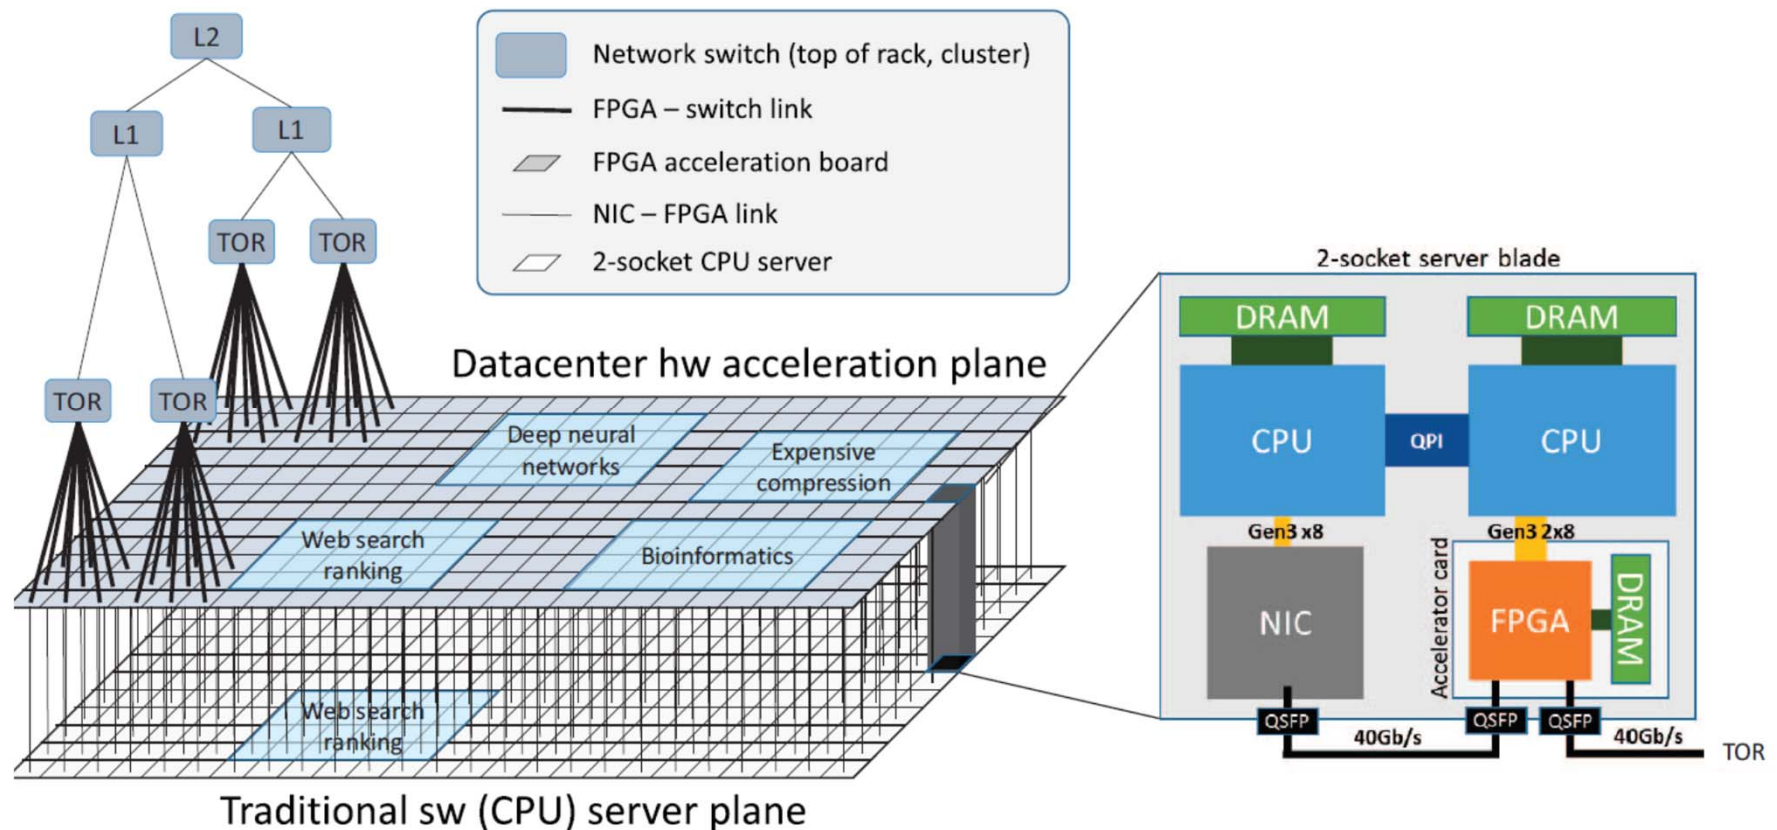 L2
L1
L1
TOR
TOR
TOR
TOR
Network switch (top of rack, cluster)
FPGA – switch link
FPGA acceleration board
NIC – FPGA link
2-socket CPU server
Datacenter hw acceleration plane
Deep neural
networks
Expensive
compression
Web search
ranking
Bioinformatics
Web search
ranking
Traditional sw (CPU) server plane
2-socket server blade
DRAM
DRAM
CPU
QPI
CPU
Gen3 x8
Gen3 2x8
Accelerator card
NIC
FPGA
DRAM
QSFP
QSFP
QSFP
40Gb/s
40Gb/s
TOR